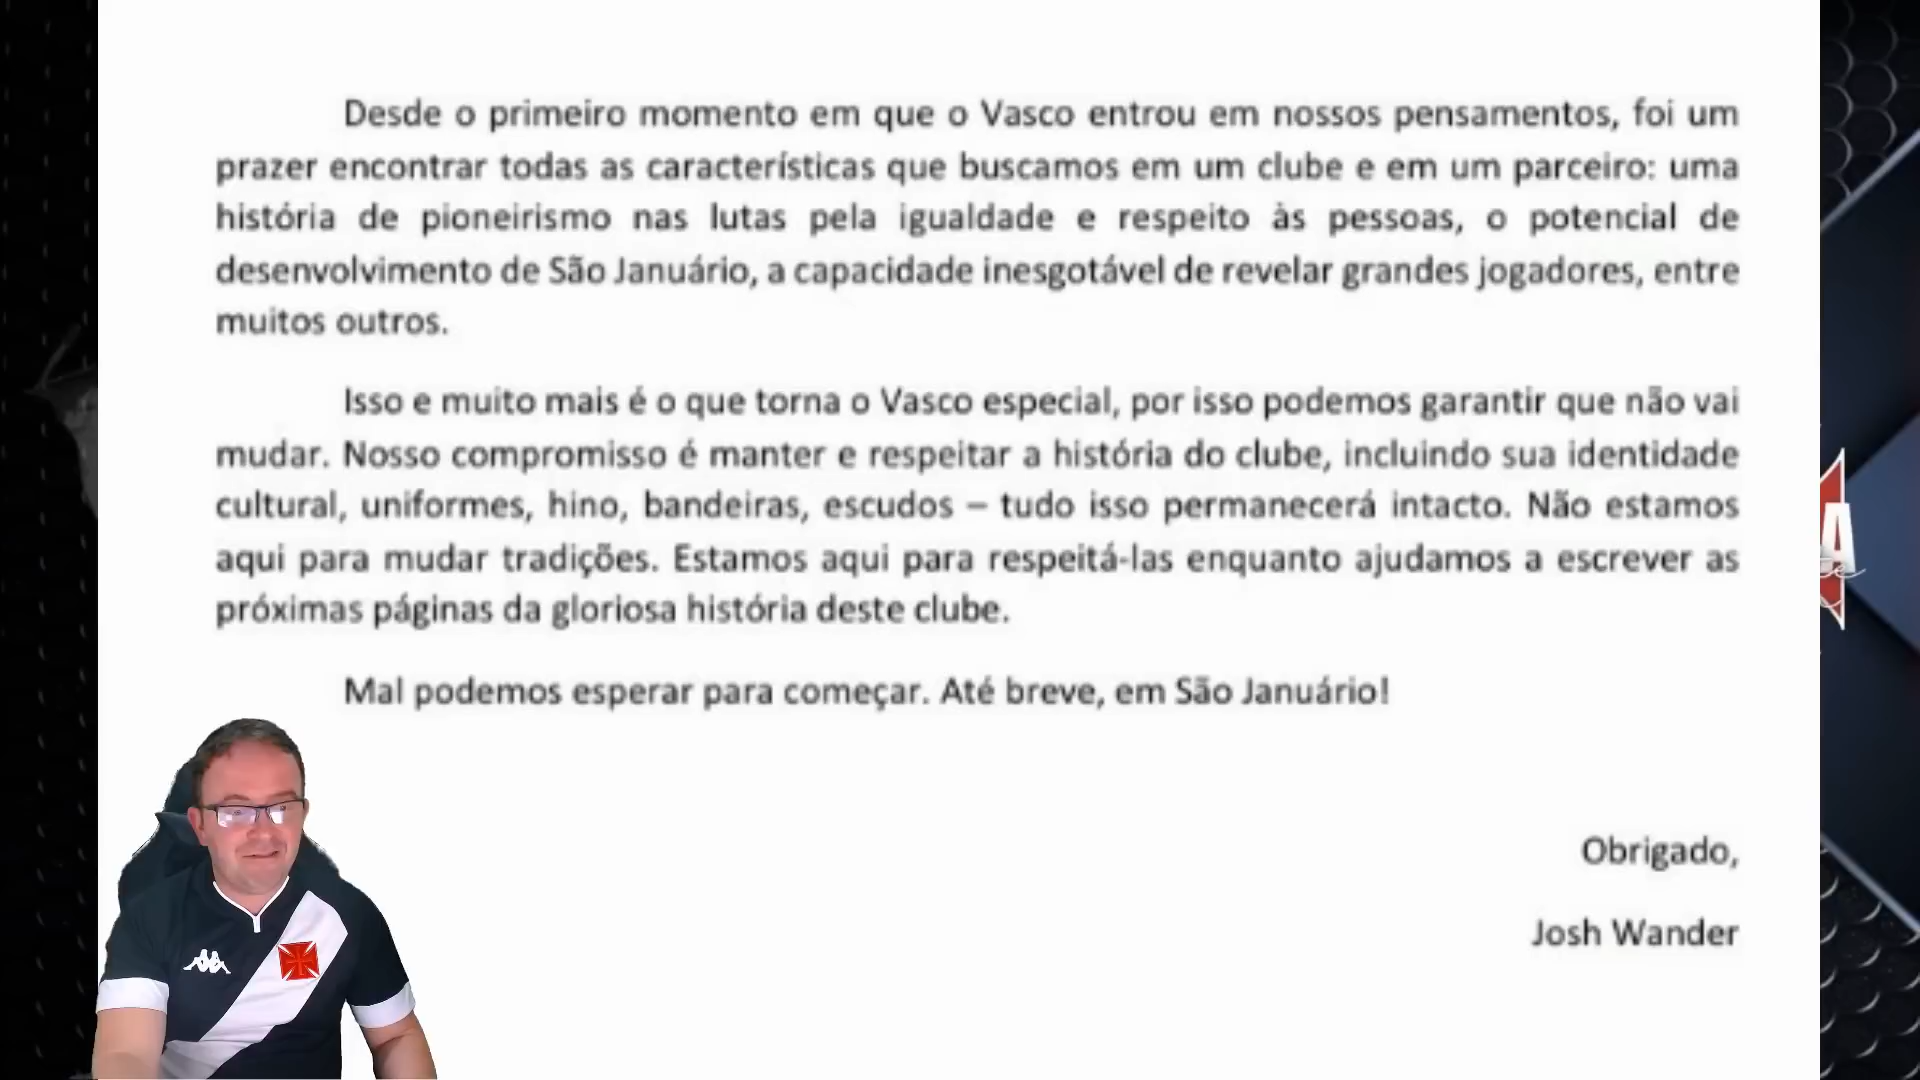 Desde o primeiro momento em que o Vasco entrou em nossos pensamentos, foi um
prazer encontrar todas as características que buscamos em um clube e em um parceiro: uma
história de pioneirismo nas lutas pela igualdade e respeito às pessoas, o potencial de
desenvolvimento de São Januário, a capacidade inesgotável de revelar grandes jogadores, entre
muitos outros.
Isso e muito mais é o que torna o Vasco especial, por isso podemos garantir que não vai
mudar. Nosso compromisso é manter e respeitar a história do clube, incluindo sua identidade
cultural, uniformes, hino, bandeiras, escudos – tudo isso permanecerá intacto. Não estamos
aqui para mudar tradições. Estamos aqui para respeitá-las enquanto ajudamos a escrever as
próximas páginas da gloriosa história deste clube.
Mal podemos esperar para começar. Até breve, em São Januário!
Obrigado,
Josh Wander